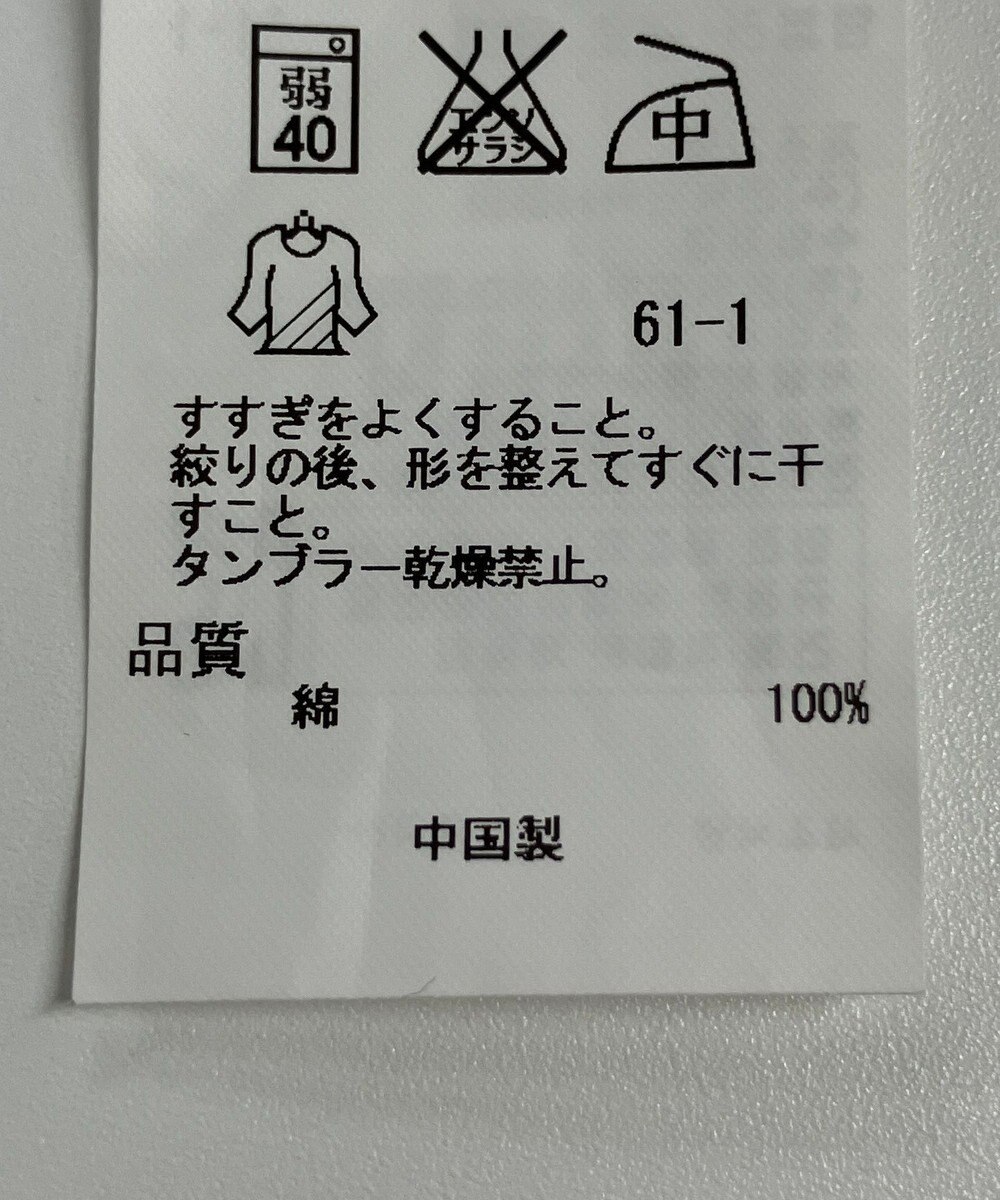 弱
40
エンソ
サラシ
中
61-1
すすぎをよくすること。
絞りの後、形を整えてすぐに干
すこと。
タンブラー乾燥禁止。
品質
綿 100%
中国製